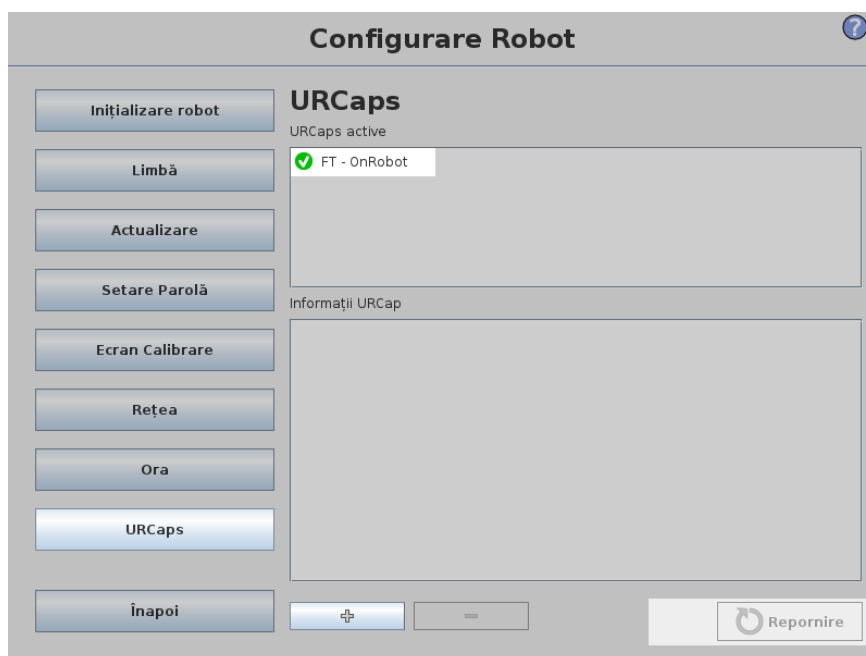 Configurare Robot
?
Inițializare robot
Limbă
Actualizare
Setare Parolă
Ecran Calibrare
Rețea
Ora
URCaps
Înapoi
URCaps
URCaps active
FT - OnRobot
Informații URCap
Repornire